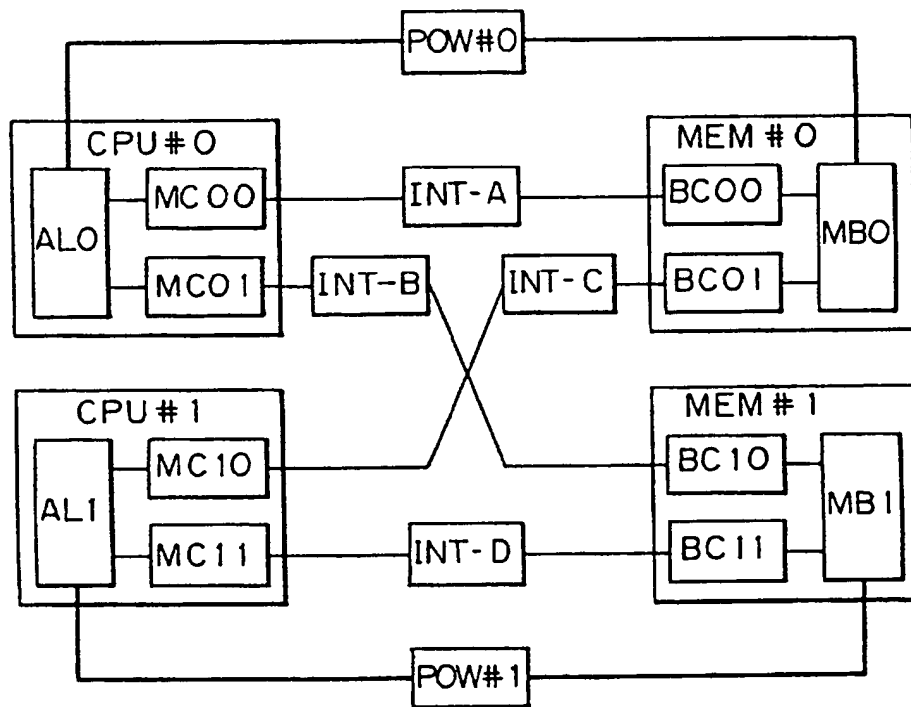 POW#0
CPU#0
MEM#0
AL0
MC00
INT-A
BC00
MB0
MC01
INT-B
INT-C
BC01
CPU#1
MEM#1
AL1
MC10
BC10
MB1
MC11
INT-D
BC11
POW#1